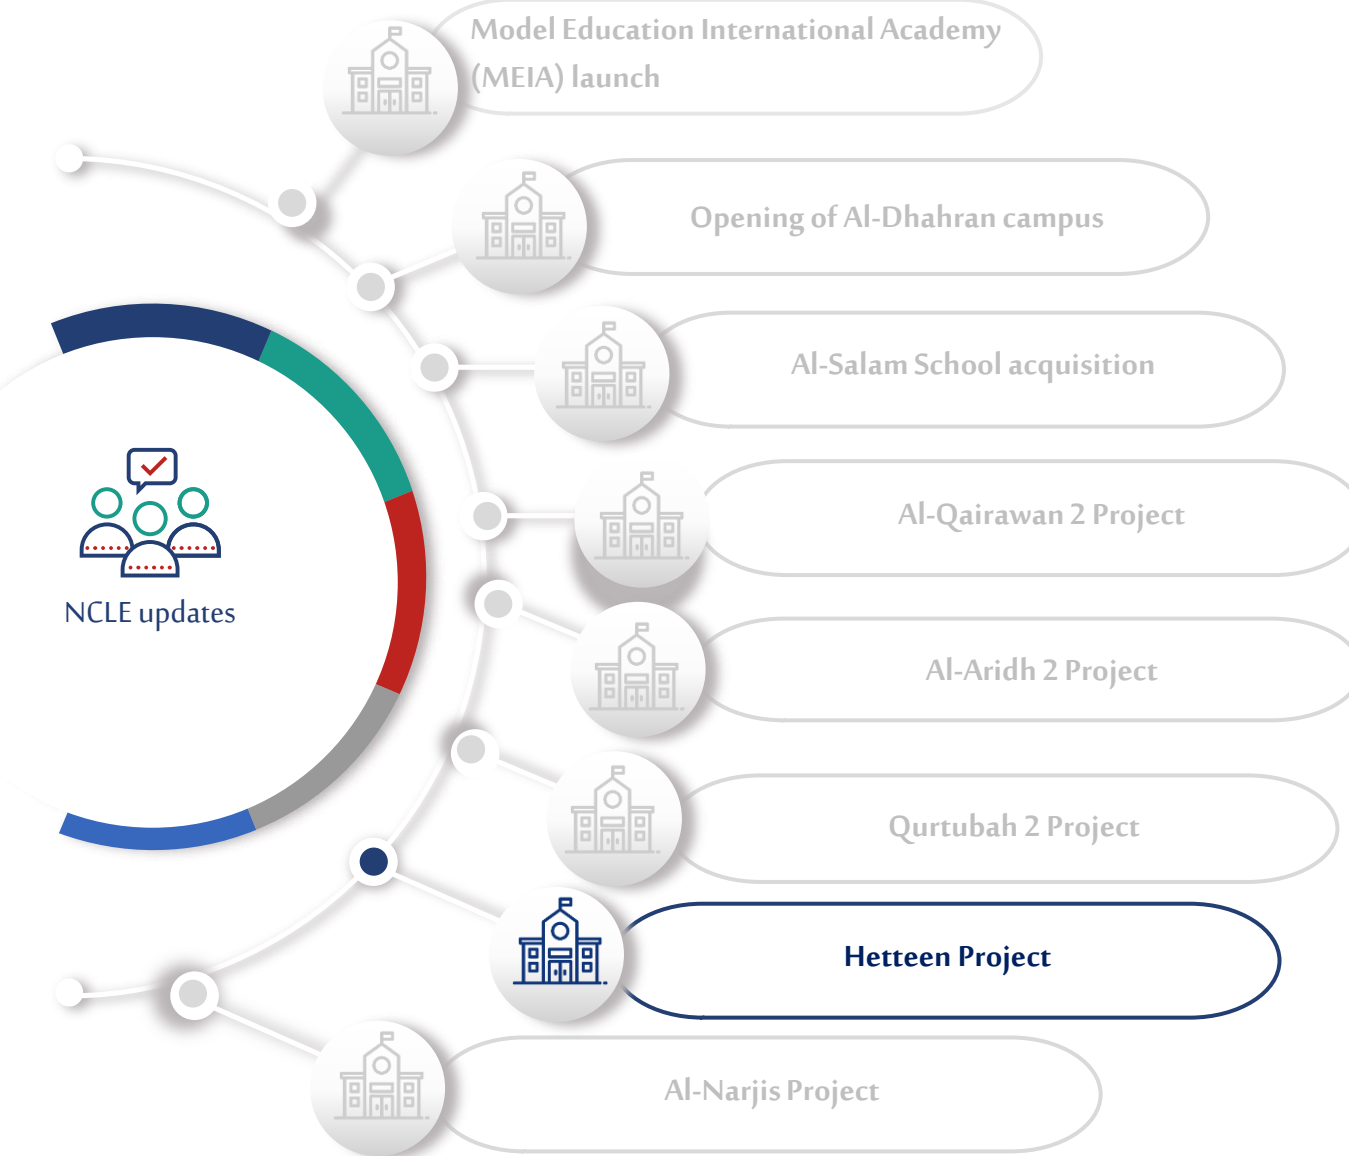 Model Education International Academy
(MEIA) launch
Opening of Al-Dhahran campus
Al-Salam School acquisition
Al-Qairawan 2 Project
NCLE updates
Al-Aridh 2 Project
Qurtubah 2 Project
Hetteen Project
Al-Narjis Project